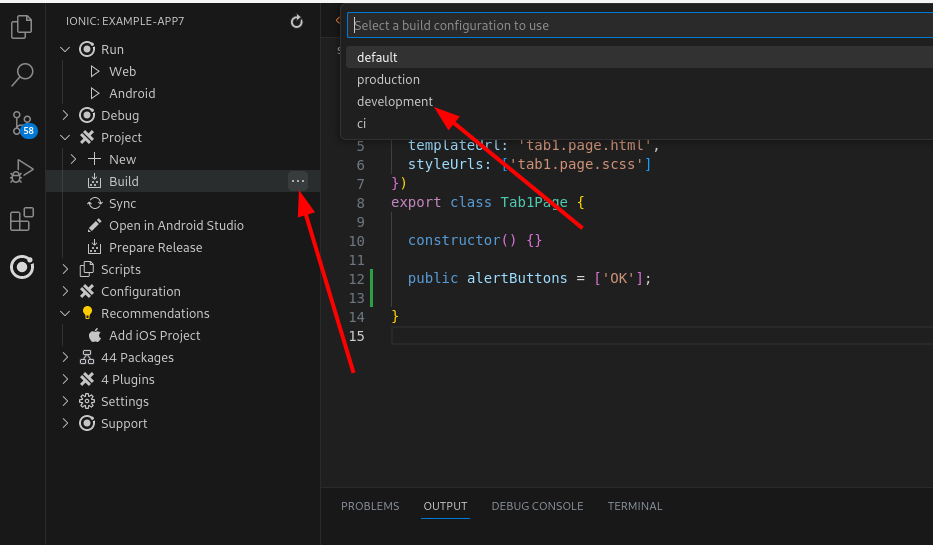 IONIC: EXAMPLE-APP7
Run
Web
Android
Debug
Project
New
Build
Sync
Open in Android Studio
Prepare Release
Scripts
Configuration
Recommendations
Add iOS Project
44 Packages
4 Plugins
Settings
Support
58
Select a build configuration to use
default
production
development
ci
5 templateUrl: 'tab1.page.html',
6 styleUrls: ['tab1.page.scss']
7 })
8 export class Tab1Page {
9
10 constructor() {}
11
12 public alertButtons = ['OK'];
13
14 }
15
PROBLEMS OUTPUT DEBUG CONSOLE TERMINAL